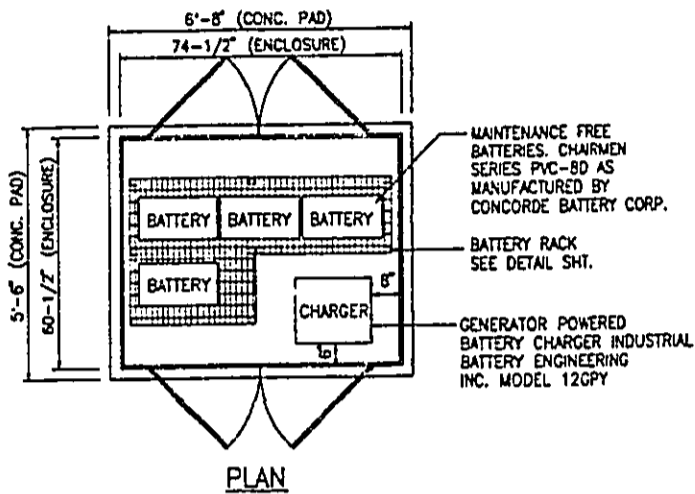 6'-8" (CONC. PAD)
74-1/2" (ENCLOSURE)
5'-6" (CONC. PAD)
60-1/2" (ENCLOSURE)
MAINTENANCE FREE
BATTERIES. CHAIRMEN
SERIES PVC-8D AS
MANUFACTURED BY
CONCORDE BATTERY CORP.
BATTERY BATTERY BATTERY
BATTERY RACK
SEE DETAIL SHT.
BATTERY
8"
CHARGER
6"
GENERATOR POWERED
BATTERY CHARGER INDUSTRIAL
BATTERY ENGINEERING
INC. MODEL 12GPY
PLAN